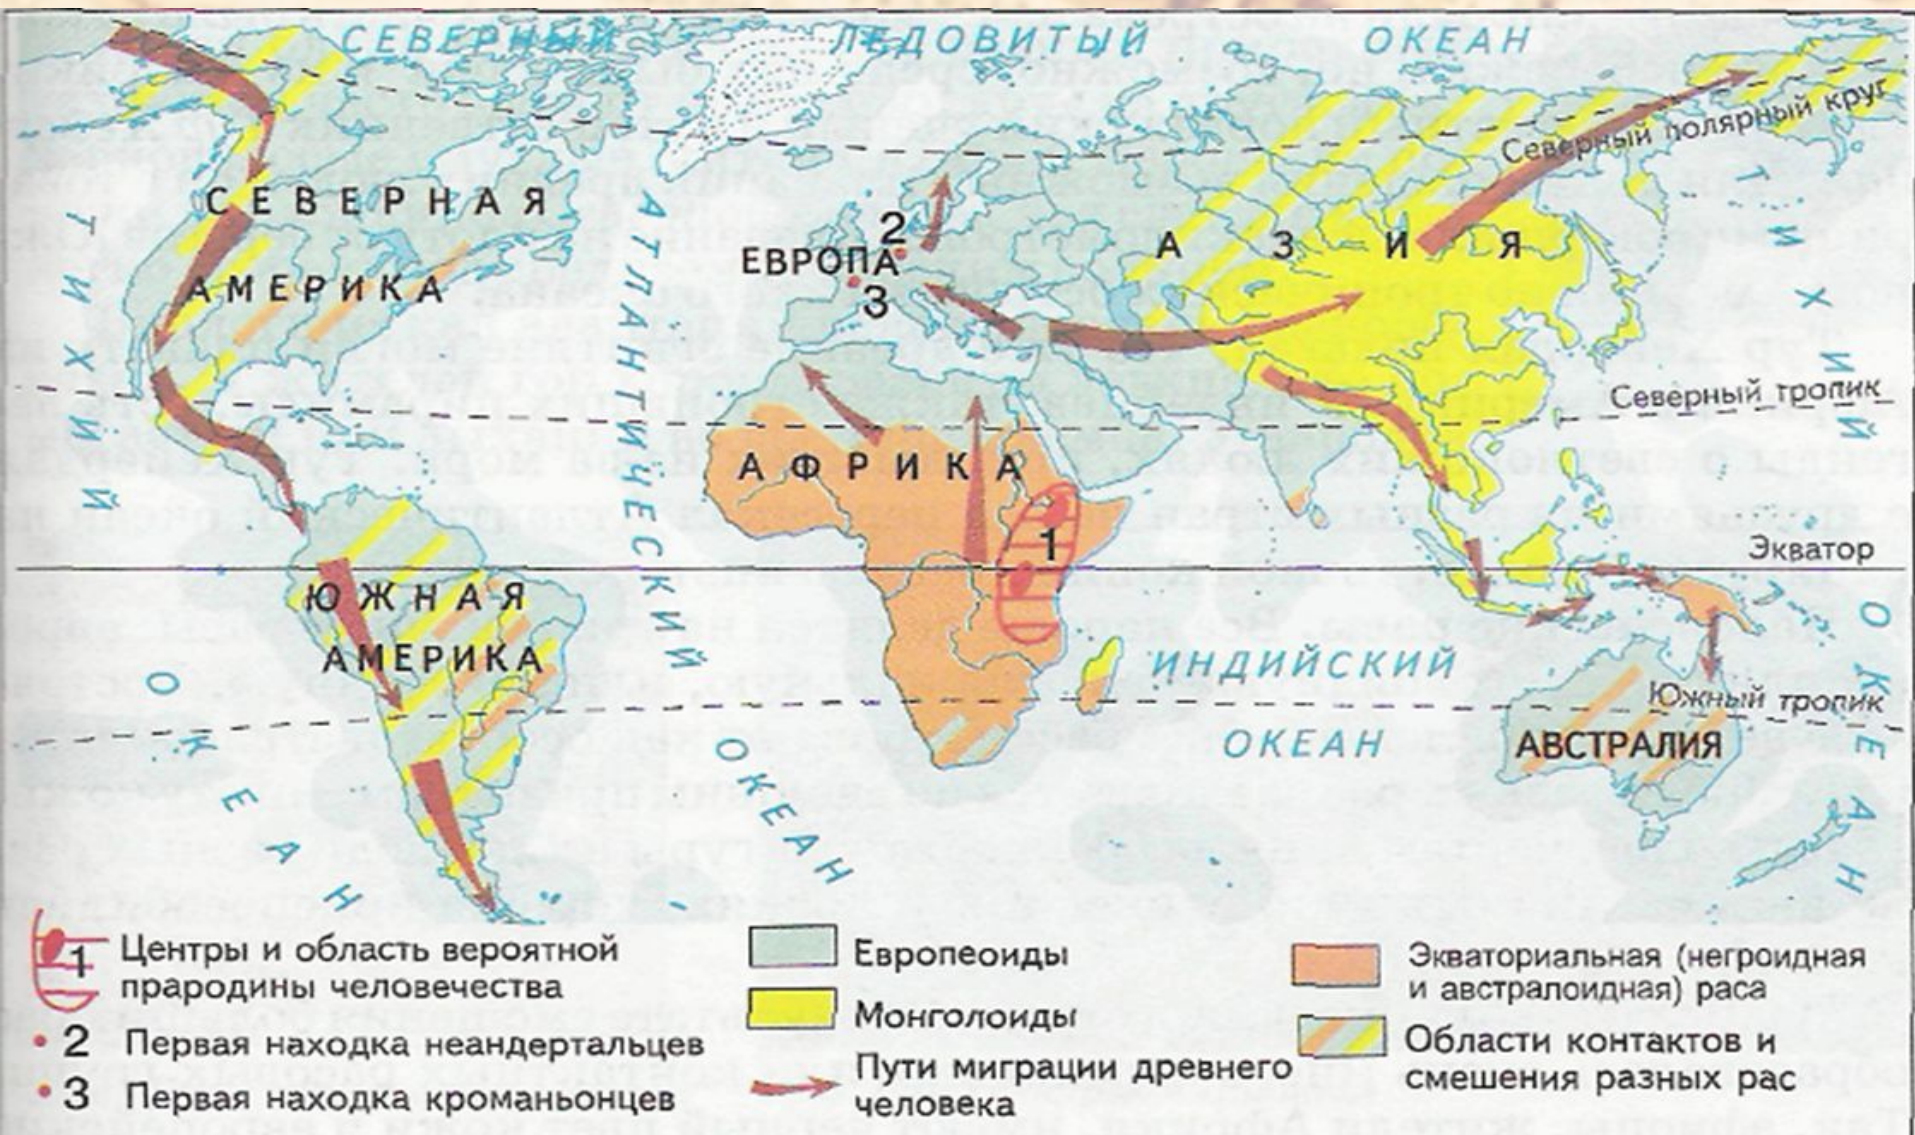 СЕВЕРНЫЙ ЛЕДОВИТЫЙ ОКЕАН
Северный полярный круг
СЕВЕРНАЯ
АМЕРИКА
ТИХИЙ
ОКЕАН
АТЛАНТИЧЕСКИЙ
ОКЕАН
2
ЕВРОПА
3
АЗИЯ
ТИХИЙ
ОКЕАН
Северный тропик
АФРИКА
1
Экватор
ЮЖНАЯ
АМЕРИКА
ИНДИЙСКИЙ
ОКЕАН
Южный тропик
АВСТРАЛИЯ
1 Центры и область вероятной
прародины человечества
2 Первая находка неандертальцев
3 Первая находка кроманьонцев
Европеоиды
Монголоиды
Пути миграции древнего
человека
Экваториальная (негроидная
и австралоидная) раса
Области контактов и
смешения разных рас